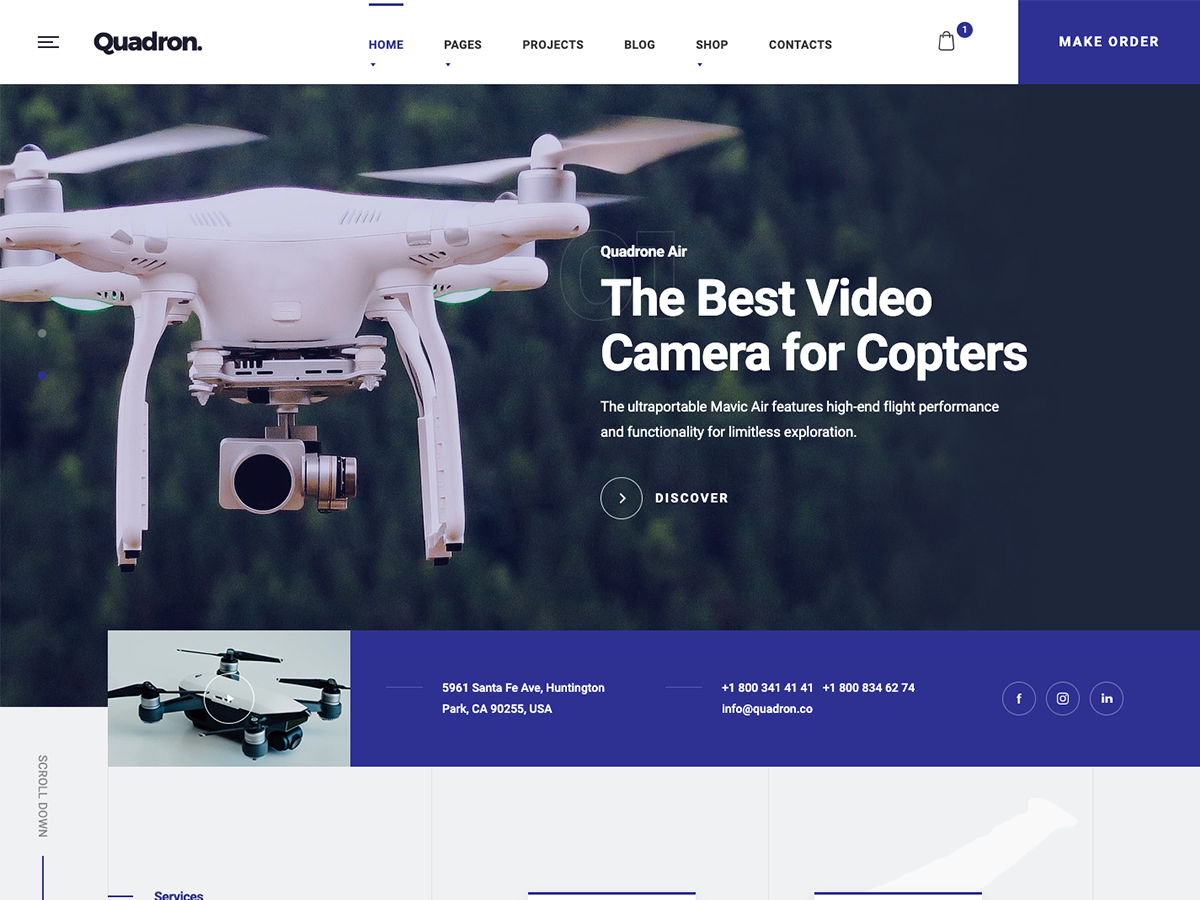 Quadron.
HOME
PAGES
PROJECTS
BLOG
SHOP
CONTACTS
1
MAKE ORDER
01
Quadrone Air
The Best Video
Camera for Copters
The ultraportable Mavic Air features high-end flight performance
and functionality for limitless exploration.
DISCOVER
5961 Santa Fe Ave, Huntington
Park, CA 90255, USA
+1 800 341 41 41 +1 800 834 62 74
info@quadron.co
f
in
SCROLL DOWN
Services